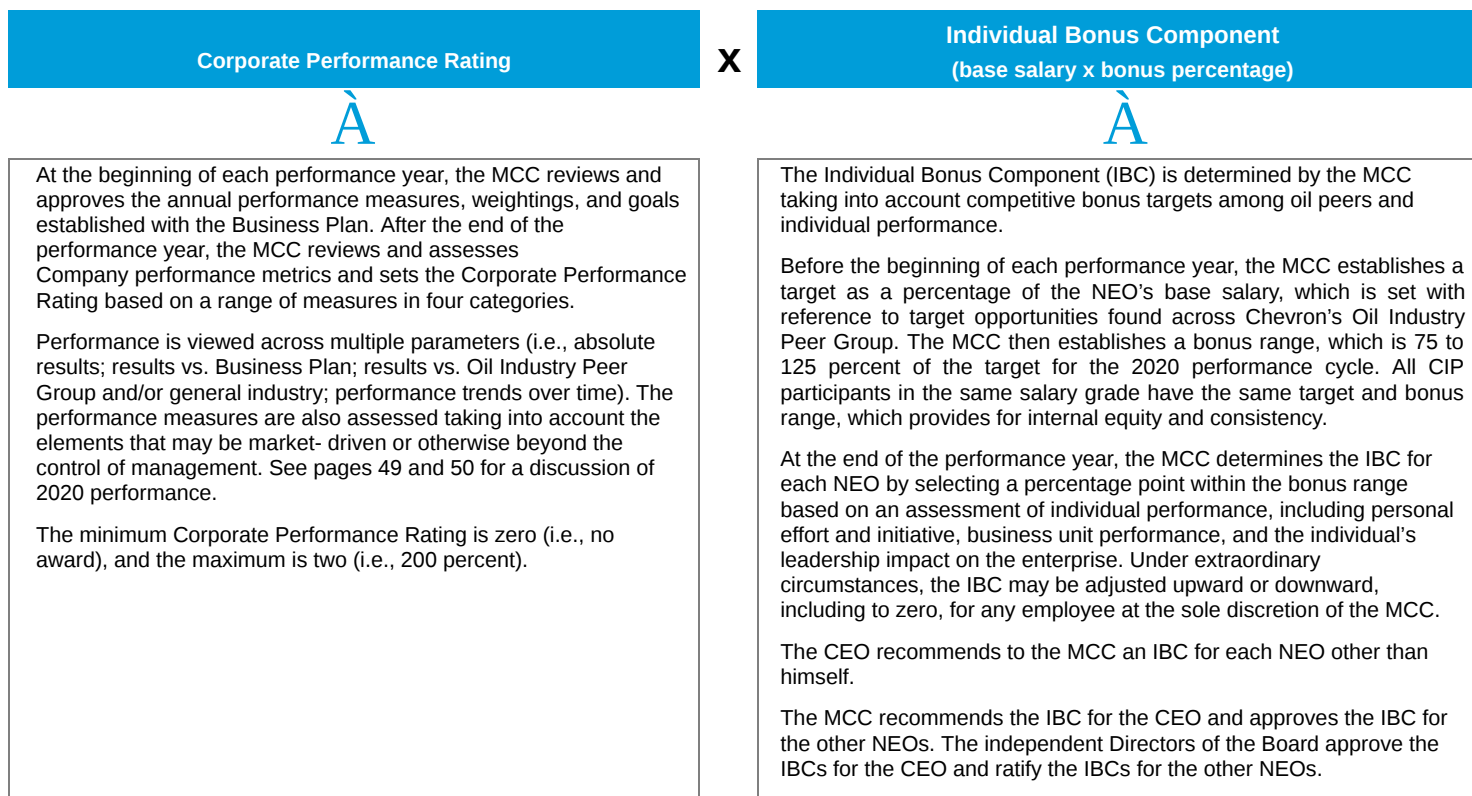 Corporate Performance Rating
x
Individual Bonus Component
(base salary x bonus percentage)
À
À
At the beginning of each performance year, the MCC reviews and
approves the annual performance measures, weightings, and goals
established with the Business Plan. After the end of the
performance year, the MCC reviews and assesses
Company performance metrics and sets the Corporate Performance
Rating based on a range of measures in four categories.
Performance is viewed across multiple parameters (i.e., absolute
results; results vs. Business Plan; results vs. Oil Industry Peer
Group and/or general industry; performance trends over time). The
performance measures are also assessed taking into account the
elements that may be market- driven or otherwise beyond the
control of management. See pages 49 and 50 for a discussion of
2020 performance.
The minimum Corporate Performance Rating is zero (i.e., no
award), and the maximum is two (i.e., 200 percent).
The Individual Bonus Component (IBC) is determined by the MCC
taking into account competitive bonus targets among oil peers and
individual performance.
Before the beginning of each performance year, the MCC establishes a
target as a percentage of the NEO's base salary, which is set with
reference to target opportunities found across Chevron's Oil Industry
Peer Group. The MCC then establishes a bonus range, which is 75 to
125 percent of the target for the 2020 performance cycle. All CIP
participants in the same salary grade have the same target and bonus
range, which provides for internal equity and consistency.
At the end of the performance year, the MCC determines the IBC for
each NEO by selecting a percentage point within the bonus range
based on an assessment of individual performance, including personal
effort and initiative, business unit performance, and the individual's
leadership impact on the enterprise. Under extraordinary
circumstances, the IBC may be adjusted upward or downward,
including to zero, for any employee at the sole discretion of the MCC.
The CEO recommends to the MCC an IBC for each NEO other than
himself.
The MCC recommends the IBC for the CEO and approves the IBC for
the other NEOs. The independent Directors of the Board approve the
IBCs for the CEO and ratify the IBCs for the other NEOs.